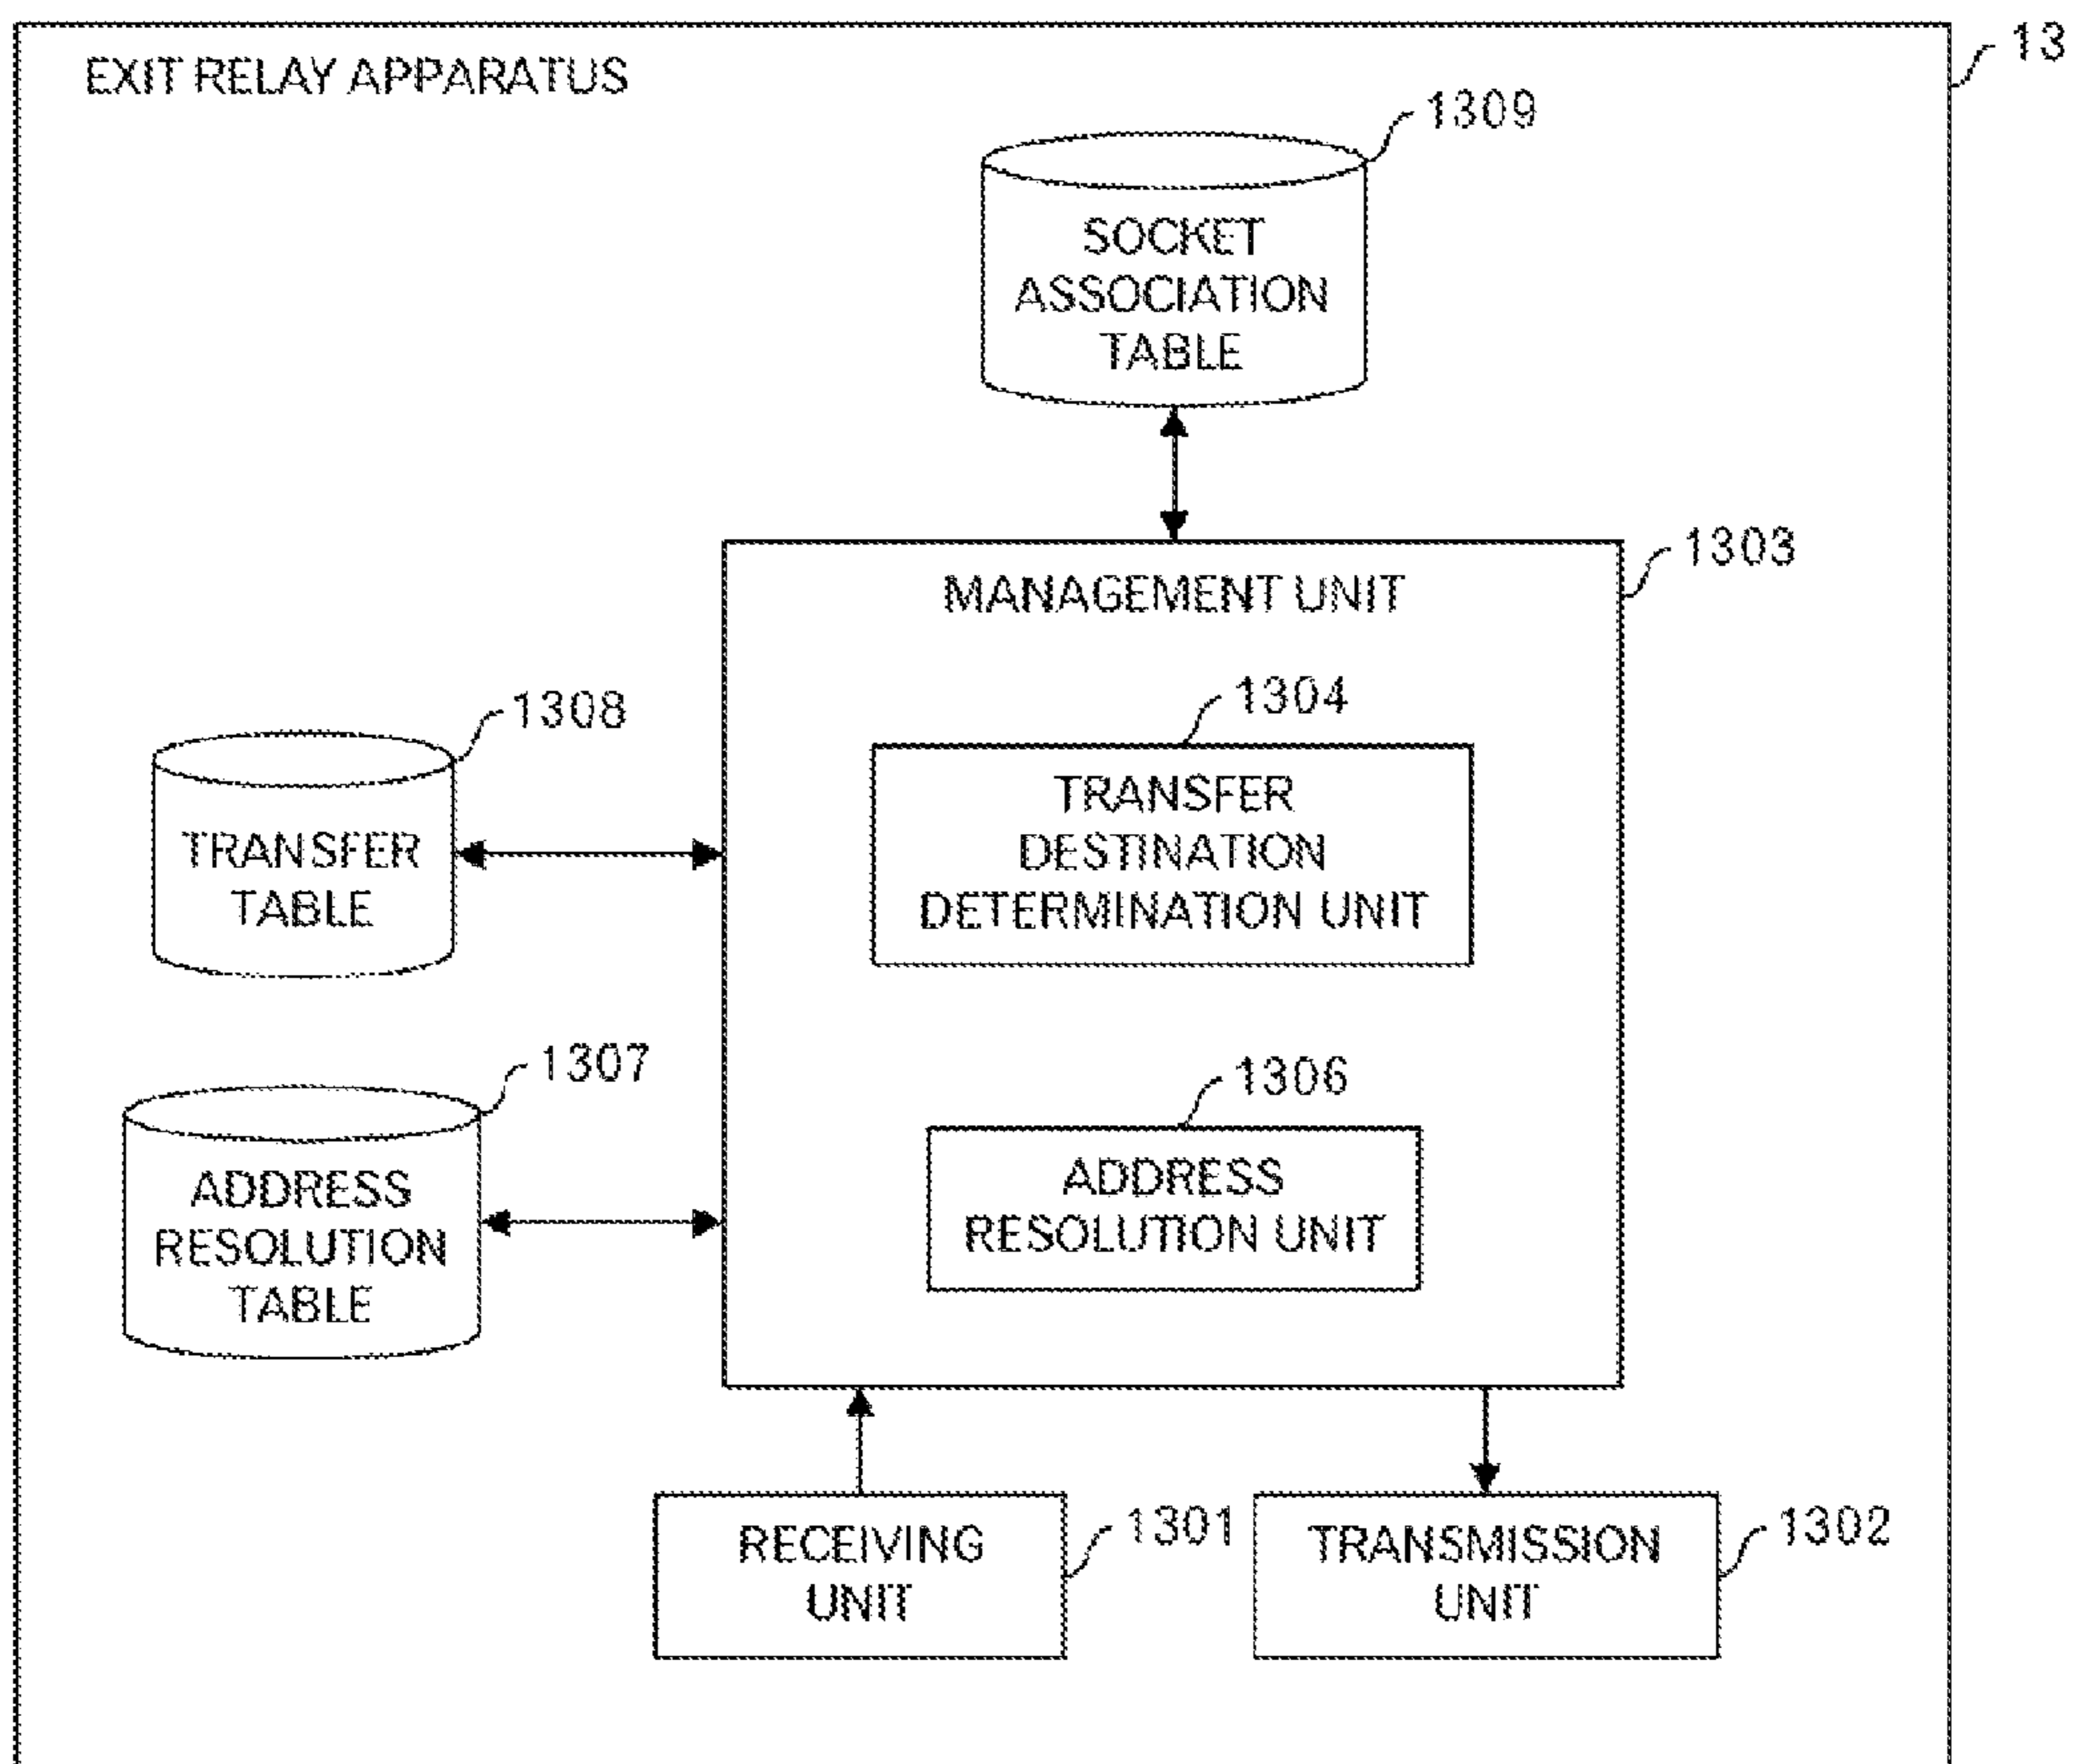 EXIT RELAY APPARATUS
13
1309
SOCKET
ASSOCIATION
TABLE
1303
MANAGEMENT UNIT
1308
TRANSFER
TABLE
1304
TRANSFER
DESTINATION
DETERMINATION UNIT
1307
ADDRESS
RESOLUTION
TABLE
1306
ADDRESS
RESOLUTION UNIT
RECEIVING
UNIT
1301
TRANSMISSION
UNIT
1302